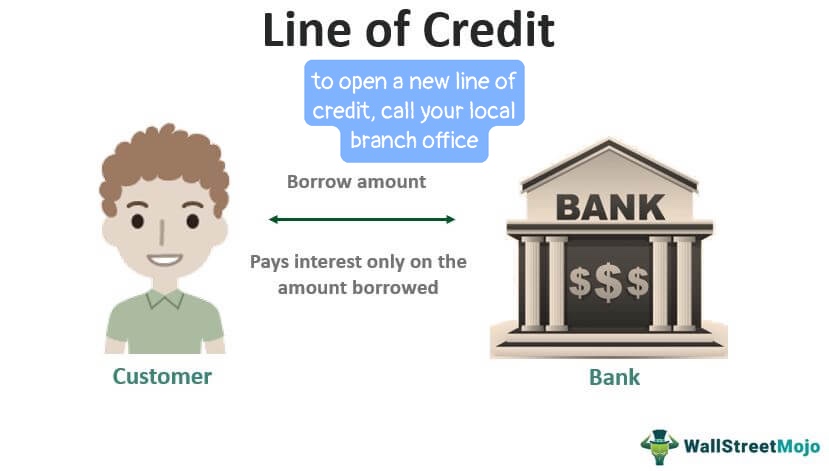 Line of Credit
to open a new line of
credit, call your local
branch office
Borrow amount
Pays interest only on the
amount borrowed
BANK
$$$
Customer
Bank
WallStreetMojo